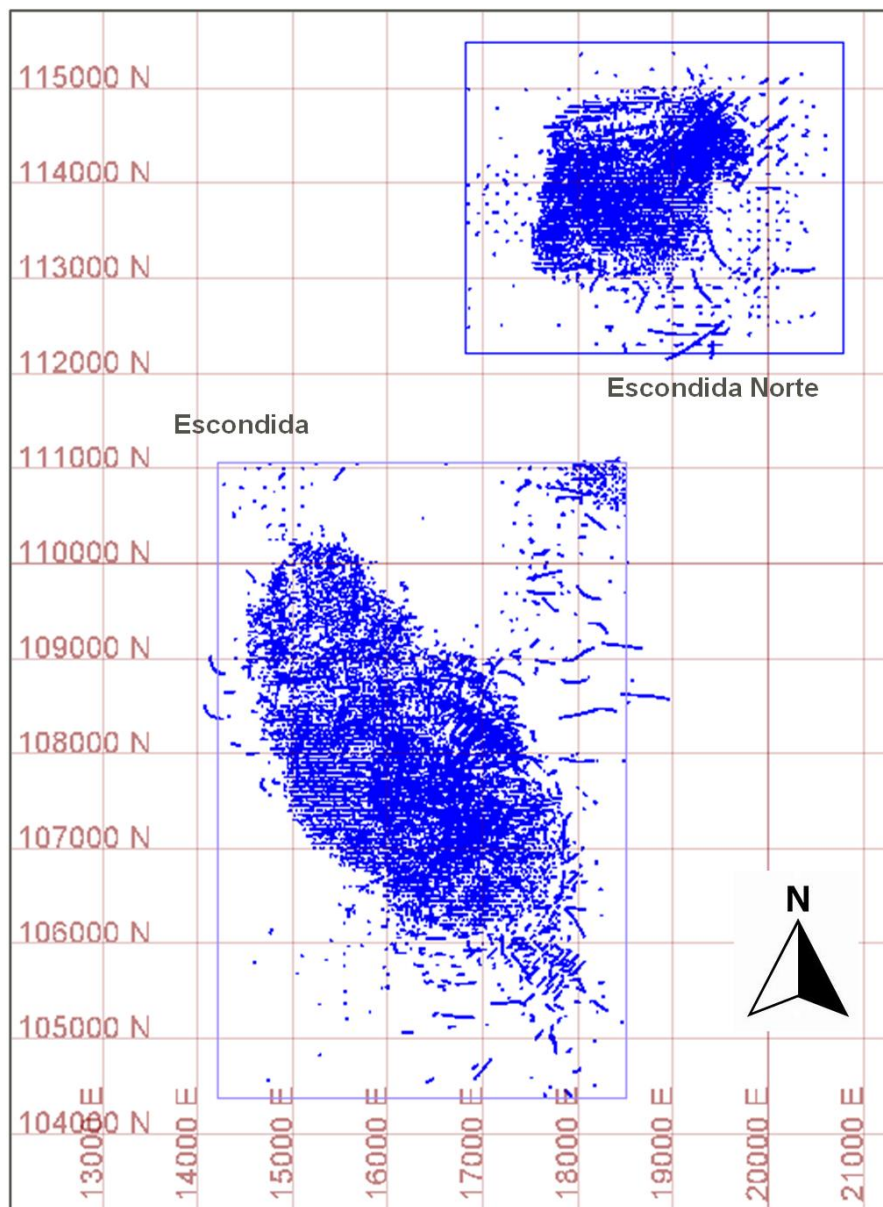 115000 N
114000 N
113000 N
112000 N
Escondida Norte
Escondida
111000 N
110000 N
109000 N
108000 N
107000 N
N
106000 N
105000 N
104000 N
13000 E
14000 E
15000 E
16000 E
17000 E
18000 E
19000 E
20000 E
21000 E